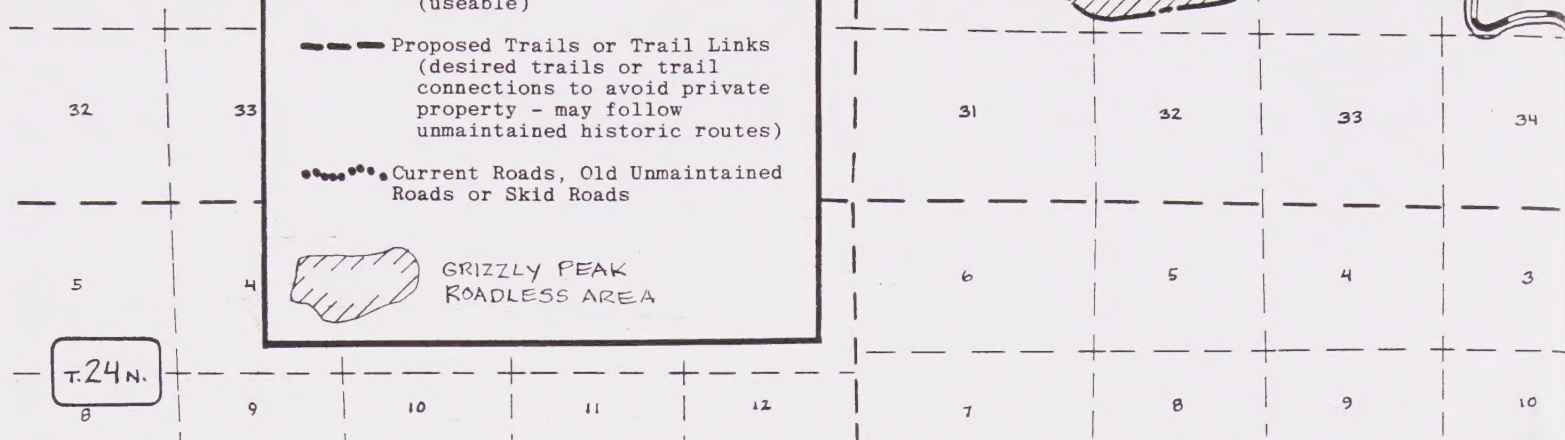 (useable)
Proposed Trails or Trail Links
(desired trails or trail
connections to avoid private
property - may follow
unmaintained historic routes)
Current Roads, Old Unmaintained
Roads or Skid Roads
GRIZZLY PEAK
ROADLESS AREA
32 33 31 32 33 34
5 4 6 5 4 3
T.24 N.
8 9 10 11 12 7 8 9 10